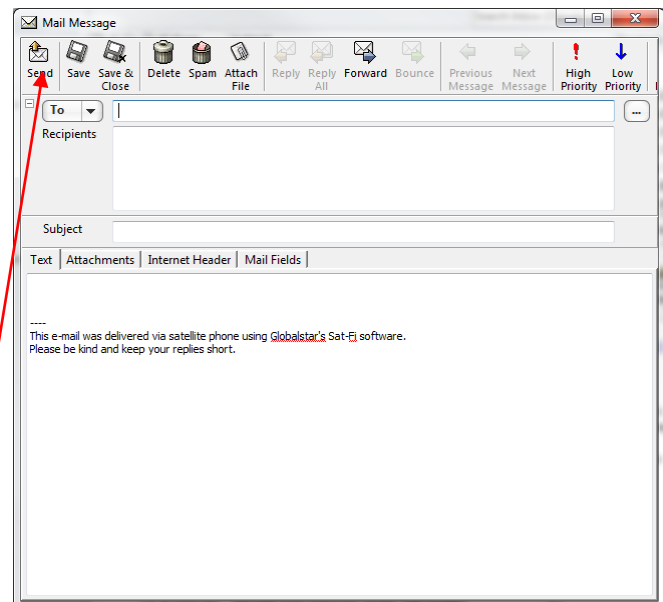 Mail Message
Send Save Save & Close Delete Spam Attach File Reply Reply All Forward Bounce Previous Message Next Message High Priority Low Priority
To ...
Recipients
Subject
Text Attachments Internet Header Mail Fields
----
This e-mail was delivered via satellite phone using Globalstar's Sat-Fi software.
Please be kind and keep your replies short.